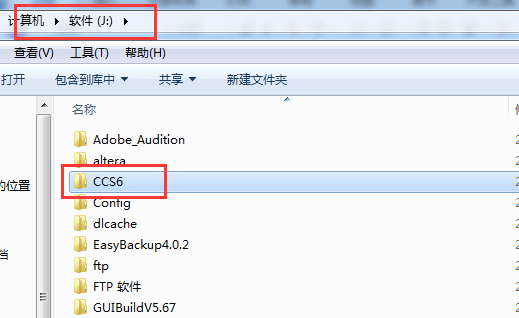 计算机 ▸ 软件 (J:) ▸
查看(V) 工具(T) 帮助(H)
打开 包含到库中 共享 新建文件夹
名称
Adobe_Audition
altera
CCS6
Config
dlcache
EasyBackup4.0.2
ftp
FTP 软件
GUIBuildV5.67
的位置
档